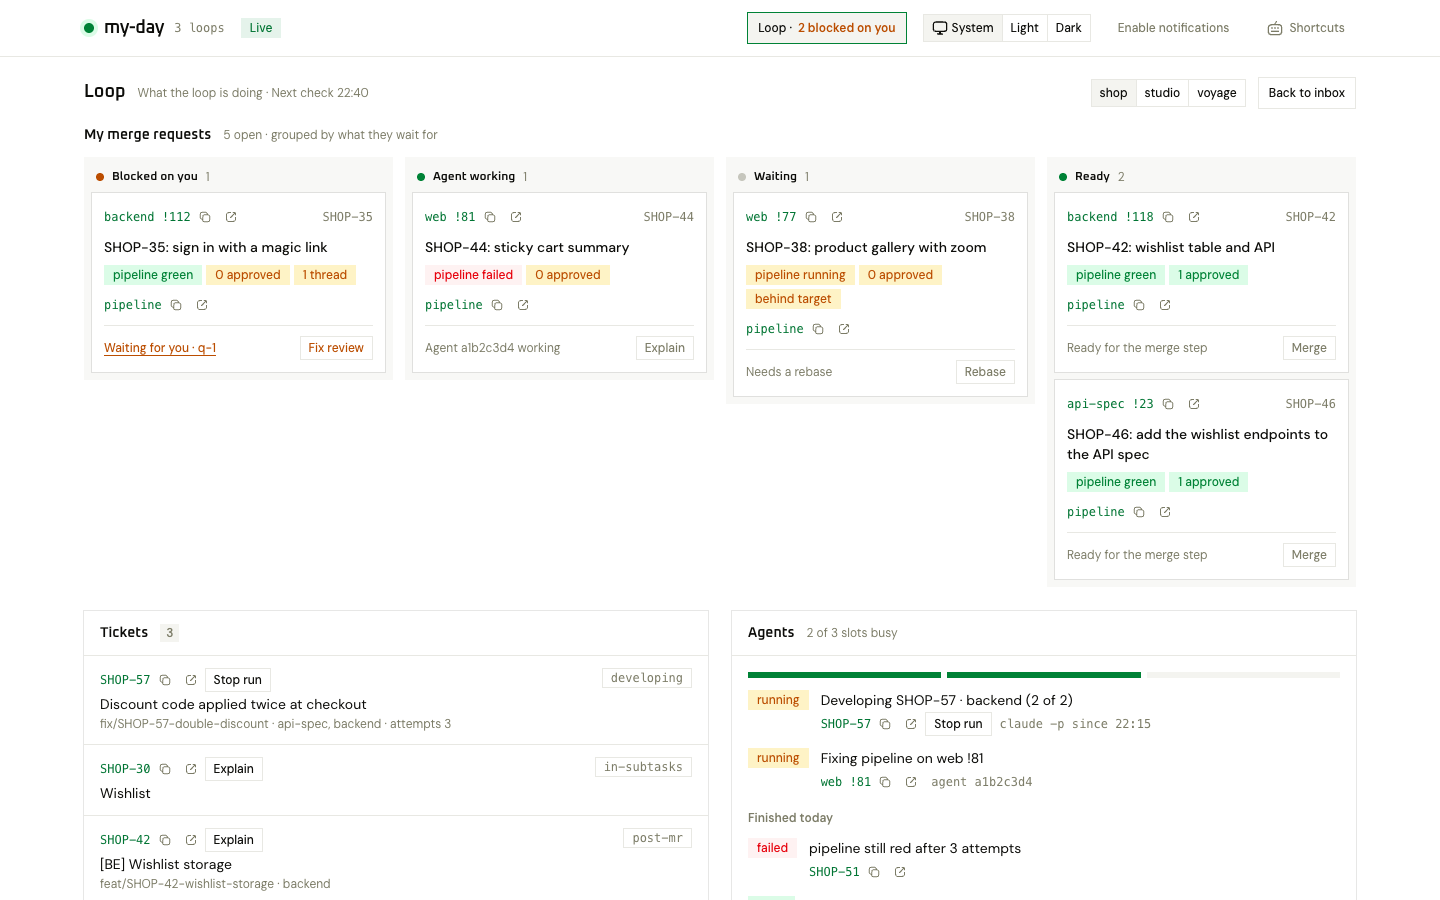 my-day 3 loops Live
Loop · 2 blocked on you
System Light Dark
Enable notifications
Shortcuts
Loop What the loop is doing · Next check 22:40
shop studio voyage
Back to inbox
My merge requests 5 open · grouped by what they wait for
Blocked on you 1
backend !112 SHOP-35
SHOP-35: sign in with a magic link
pipeline green 0 approved 1 thread
pipeline
Waiting for you · q-1 Fix review
Agent working 1
web !81 SHOP-44
SHOP-44: sticky cart summary
pipeline failed 0 approved
pipeline
Agent a1b2c3d4 working Explain
Waiting 1
web !77 SHOP-38
SHOP-38: product gallery with zoom
pipeline running 0 approved
behind target
pipeline
Needs a rebase Rebase
Ready 2
backend !118 SHOP-42
SHOP-42: wishlist table and API
pipeline green 1 approved
pipeline
Ready for the merge step Merge
api-spec !23 SHOP-46
SHOP-46: add the wishlist endpoints to
the API spec
pipeline green 1 approved
pipeline
Ready for the merge step Merge
Tickets 3
SHOP-57 Stop run developing
Discount code applied twice at checkout
fix/SHOP-57-double-discount · api-spec, backend · attempts 3
SHOP-30 Explain in-subtasks
Wishlist
SHOP-42 Explain post-mr
[BE] Wishlist storage
feat/SHOP-42-wishlist-storage · backend
Agents 2 of 3 slots busy
running Developing SHOP-57 · backend (2 of 2)
SHOP-57 Stop run claude -p since 22:15
running Fixing pipeline on web !81
web !81 agent a1b2c3d4
Finished today
failed pipeline still red after 3 attempts
SHOP-51